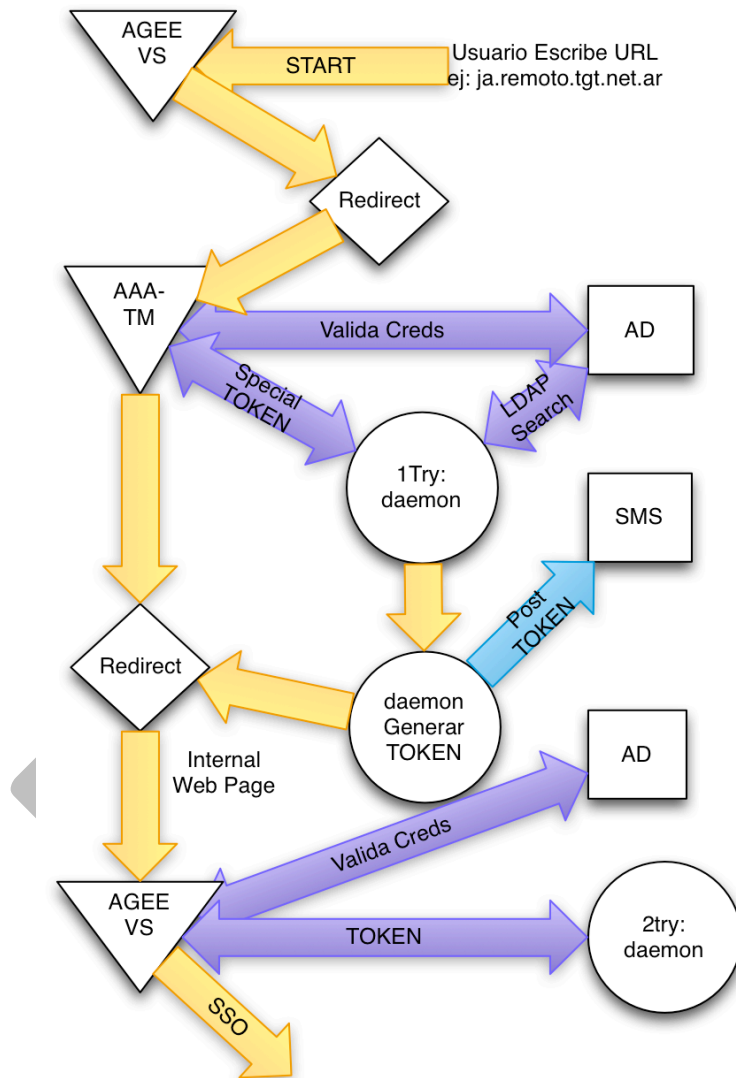 AGEE
VS
START
Usuario Escribe URL
ej: ja.remoto.tgt.net.ar
Redirect
AAA-
TM
Valida Creds
AD
Special
TOKEN
LDAP
Search
1Try:
daemon
SMS
Post
TOKEN
Redirect
daemon
Generar
TOKEN
Internal
Web Page
AD
Valida Creds
AGEE
VS
TOKEN
2try:
daemon
SSO